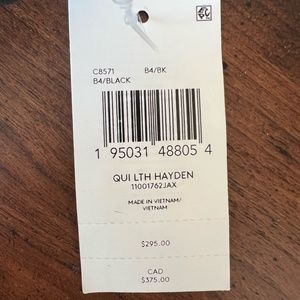 C8571 B4/BK
B4/BLACK
1 95031 48805 4
QUI LTH HAYDEN
11001762JAX
MADE IN VIETNAM/
VIETNAM
$295.00
CAD
$375.00